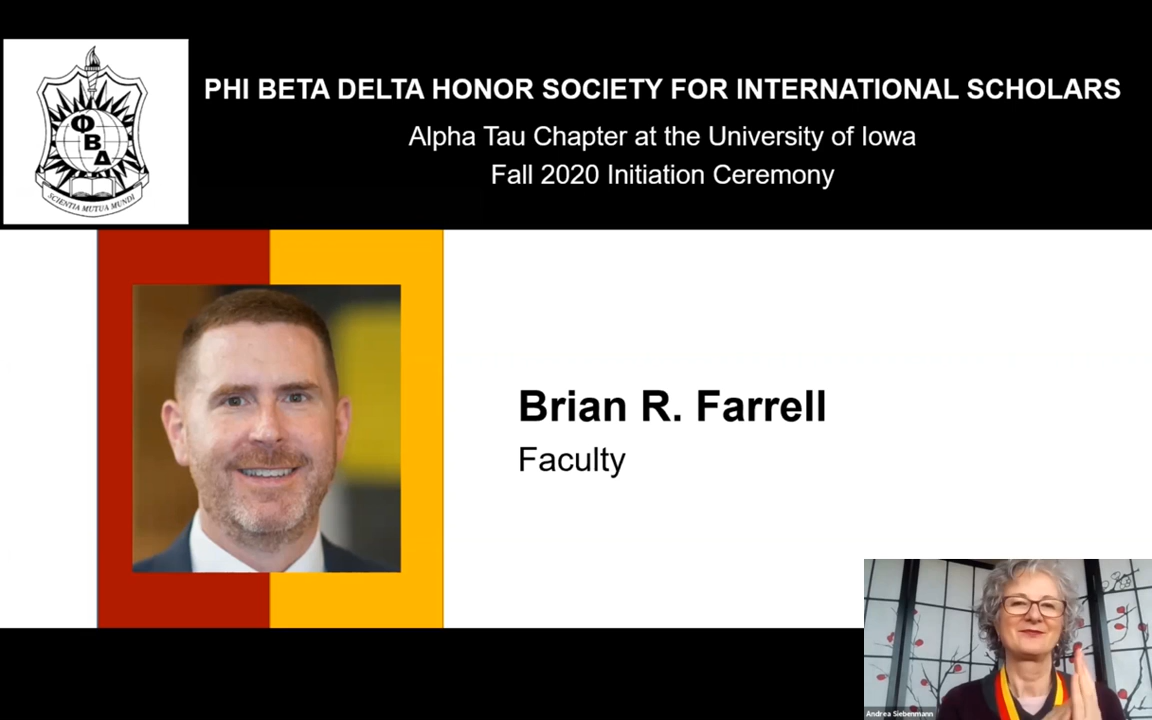 PHI BETA DELTA HONOR SOCIETY FOR INTERNATIONAL SCHOLARS
Alpha Tau Chapter at the University of Iowa
Fall 2020 Initiation Ceremony
Φ
Β
Δ
SCIENTIA MUTUA MUNDI
Brian R. Farrell
Faculty
Andrea Siebenmann